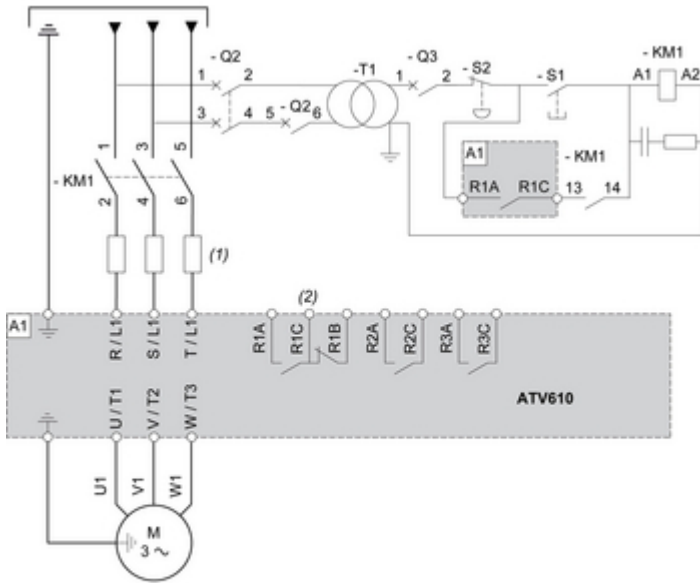 - Q2
-T1
- Q3
- S2
- S1
- KM1
1
2
1
2
A1
A2
3
4
5
- Q2
6
A1
- KM1
R1A
R1C
13
14
1
3
5
- KM1
2
4
6
(1)
(2)
A1
R / L1
S / L1
T / L1
R1A
R1C
R1B
R2A
R2C
R3A
R3C
ATV610
U / T1
V / T2
W / T3
U1
V1
W1
M
3 ~